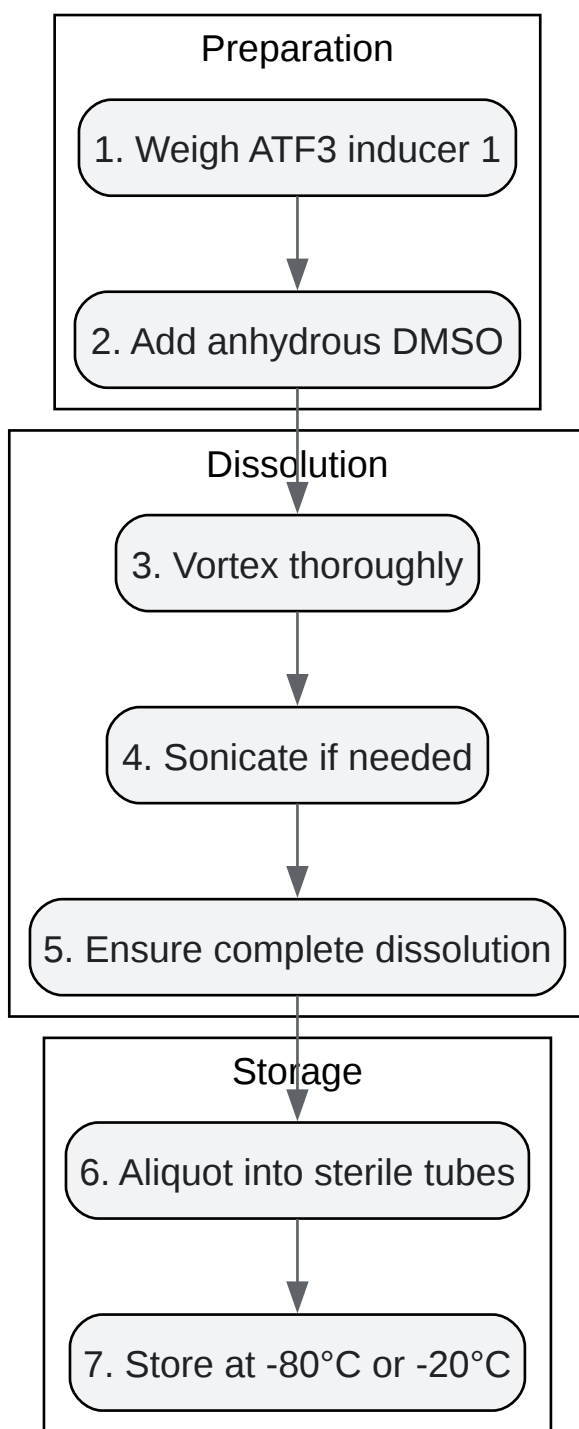 Preparation
1. Weigh ATF3 inducer 1
2. Add anhydrous DMSO
Dissolution
3. Vortex thoroughly
4. Sonicate if needed
5. Ensure complete dissolution
Storage
6. Aliquot into sterile tubes
7. Store at -80°C or -20°C